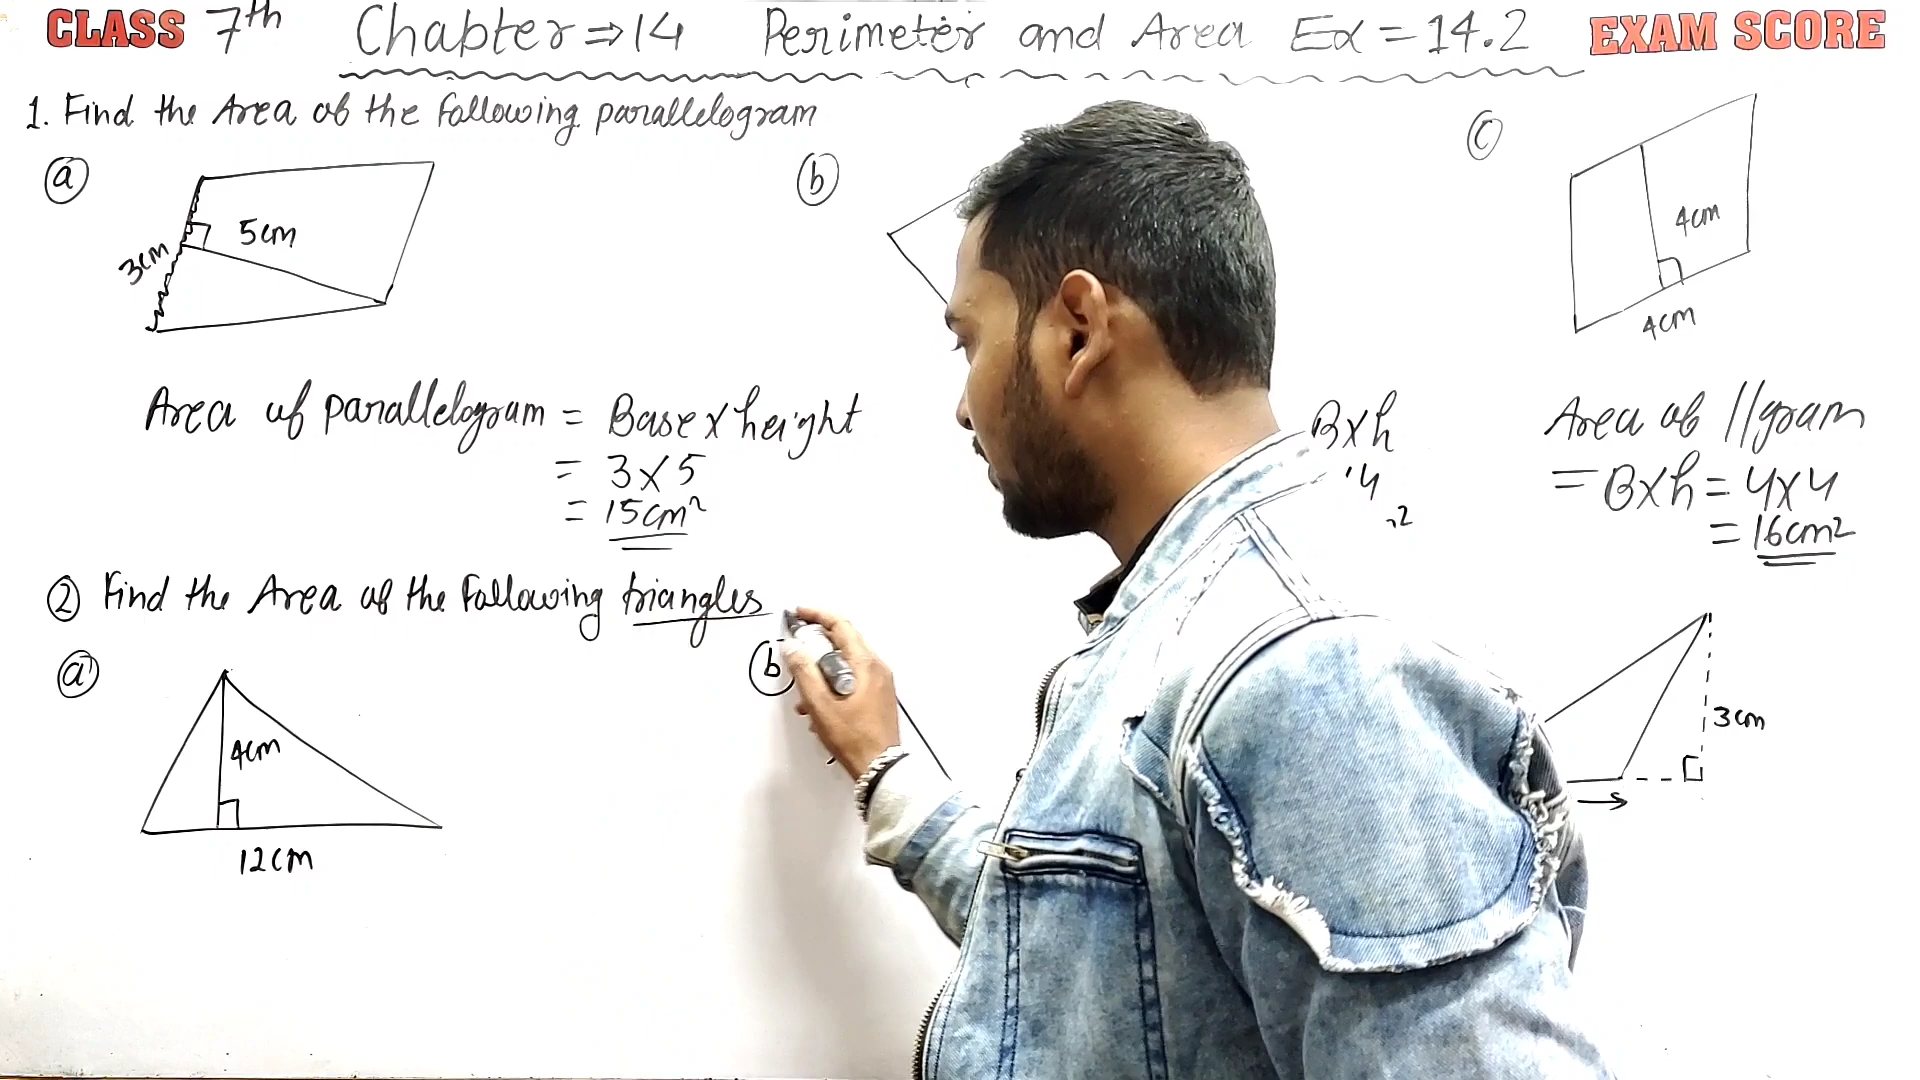 CLASS 7th Chapter ⇒ 14 Perimeter and Area Ex = 14.2 EXAM SCORE
1. Find the Area of the Following parallelogram
(a)
5cm
3cm
(b)
(c)
4cm
4cm
Area of parallelogram = Base x height
= 3 x 5
= 15cm²
B x h
Area of //gram
= B x h = 4 x 4
= 16cm²
(2) Find the Area of the Following triangles
(a)
4cm
12cm
(b)
3cm